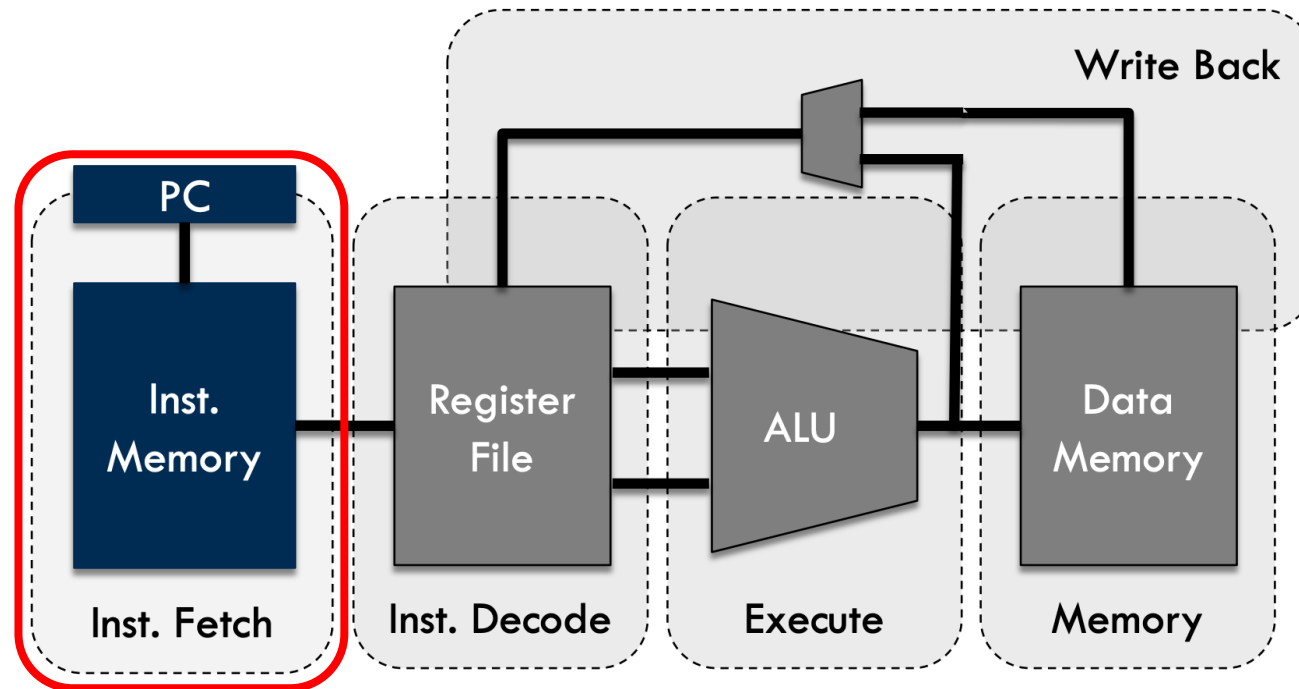 Write Back
PC
Inst.
Memory
Register
File
ALU
Data
Memory
Inst. Fetch
Inst. Decode
Execute
Memory